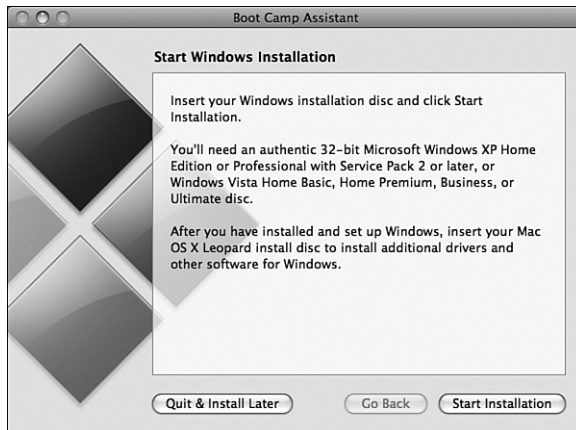 Boot Camp Assistant
Start Windows Installation
Insert your Windows installation disc and click Start
Installation.
You'll need an authentic 32-bit Microsoft Windows XP Home
Edition or Professional with Service Pack 2 or later, or
Windows Vista Home Basic, Home Premium, Business, or
Ultimate disc.
After you have installed and set up Windows, insert your Mac
OS X Leopard install disc to install additional drivers and
other software for Windows.
Quit & Install Later
Go Back
Start Installation